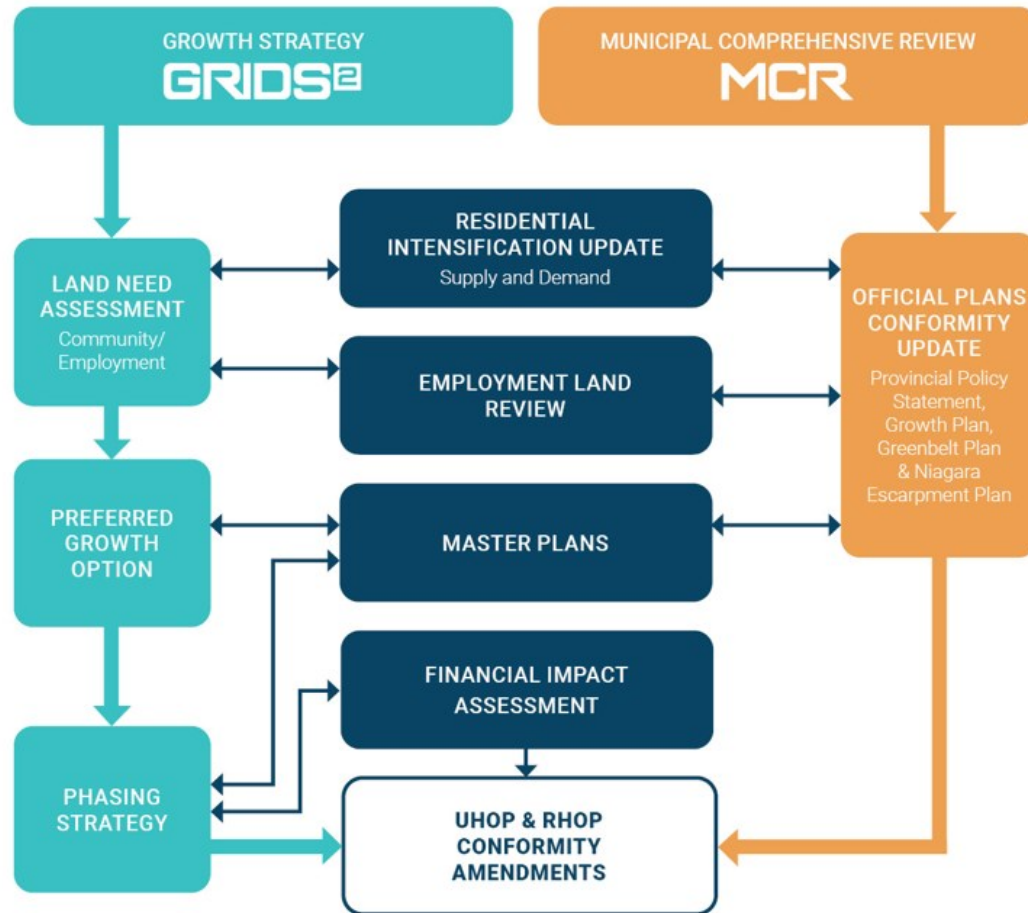 GROWTH STRATEGY
GRIDS2
MUNICIPAL COMPREHENSIVE REVIEW
MCR
LAND NEED
ASSESSMENT
Community/
Employment
RESIDENTIAL
INTENSIFICATION UPDATE
Supply and Demand
OFFICIAL PLANS
CONFORMITY
UPDATE
Provincial Policy
Statement,
Growth Plan,
Greenbelt Plan
& Niagara
Escarpment Plan
EMPLOYMENT LAND
REVIEW
PREFERRED
GROWTH
OPTION
MASTER PLANS
FINANCIAL IMPACT
ASSESSMENT
PHASING
STRATEGY
UHOP & RHOP
CONFORMITY
AMENDMENTS